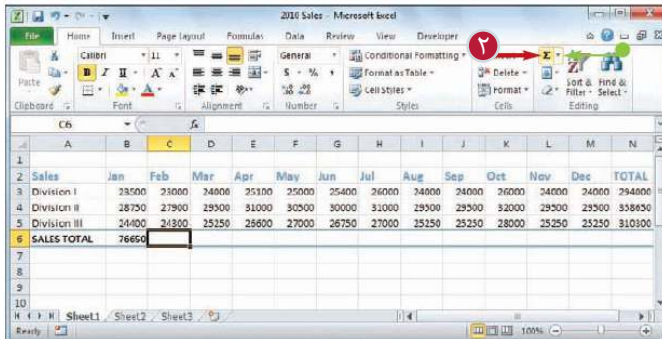 2010 Sales - Microsoft Excel
File Home Insert Page Layout Formulas Data Review View Developer
Calibri 11 General Conditional Formatting Σ
Paste B I U A A $ % , Format as Table Delete Sort & Find &
Cell Styles Format Filter Select
Clipboard Font Alignment Number Styles Cells Editing
٢
C6 fx
A B C D E F G H I J K L M N
1
2 Sales Jan Feb Mar Apr May Jun Jul Aug Sep Oct Nov Dec TOTAL
3 Division I 23500 23000 24000 25100 25000 25400 26000 24000 24000 26000 24000 24000 294000
4 Division II 28750 27900 29500 31000 30500 30000 31000 29500 29500 32000 29500 29500 358650
5 Division III 24400 24300 25250 26600 27000 26750 27000 25250 25250 28000 25250 25250 310300
6 SALES TOTAL 76650
7
8
9
10
Sheet1 Sheet2 Sheet3
Ready 100%